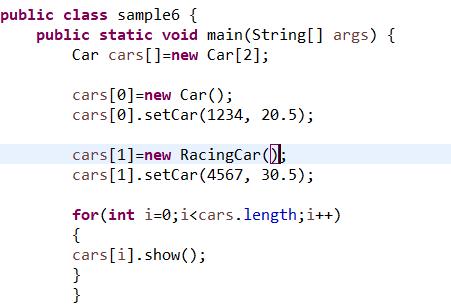 public class sample6 {
public static void main(String[] args) {
Car cars[]=new Car[2];
cars[0]=new Car();
cars[0].setCar(1234, 20.5);
cars[1]=new RacingCar();
cars[1].setCar(4567, 30.5);
for(int i=0;i<cars.length;i++)
{
cars[i].show();
}
}